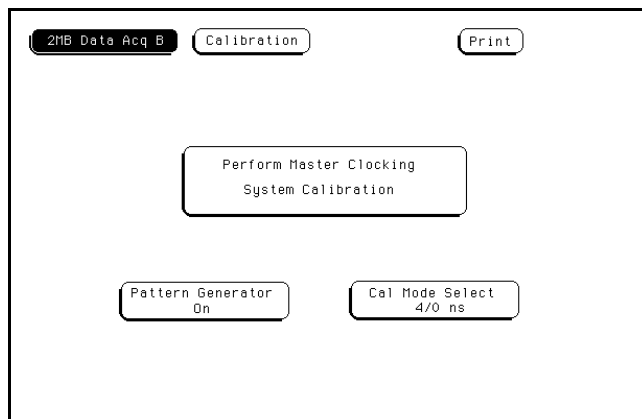 2MB Data Acq B
Calibration
Print
Perform Master Clocking
System Calibration
Pattern Generator
On
Cal Mode Select
4/0 ns